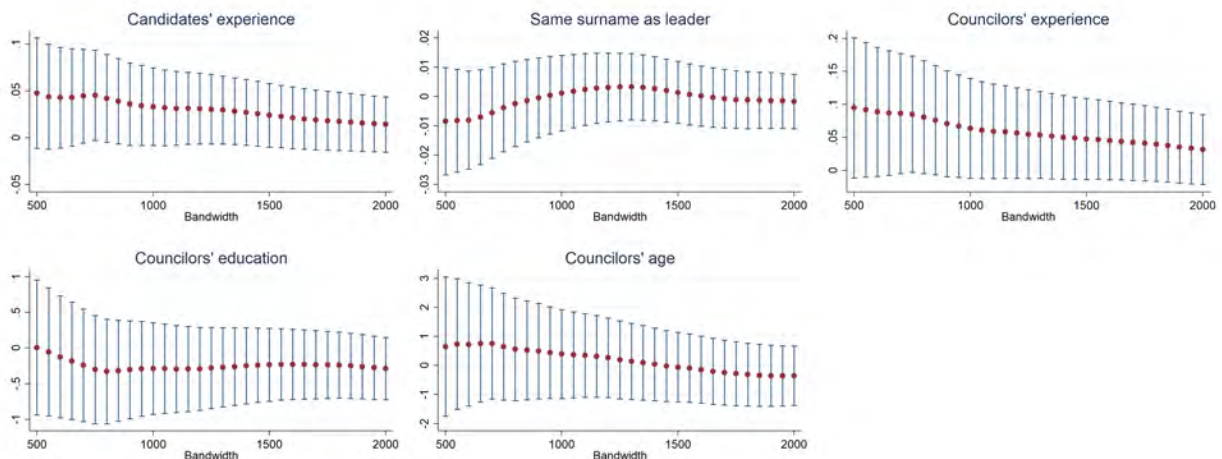 Candidates' experience
.1
.05
0
-.05
500 1000 1500 2000
Bandwidth
Same surname as leader
.02
.01
0
-.01
-.02
-.03
500 1000 1500 2000
Bandwidth
Councilors' experience
.2
.15
.1
.05
0
500 1000 1500 2000
Bandwidth
Councilors' education
1
.5
0
-.5
-1
500 1000 1500 2000
Bandwidth
Councilors' age
3
2
1
0
-1
-2
500 1000 1500 2000
Bandwidth